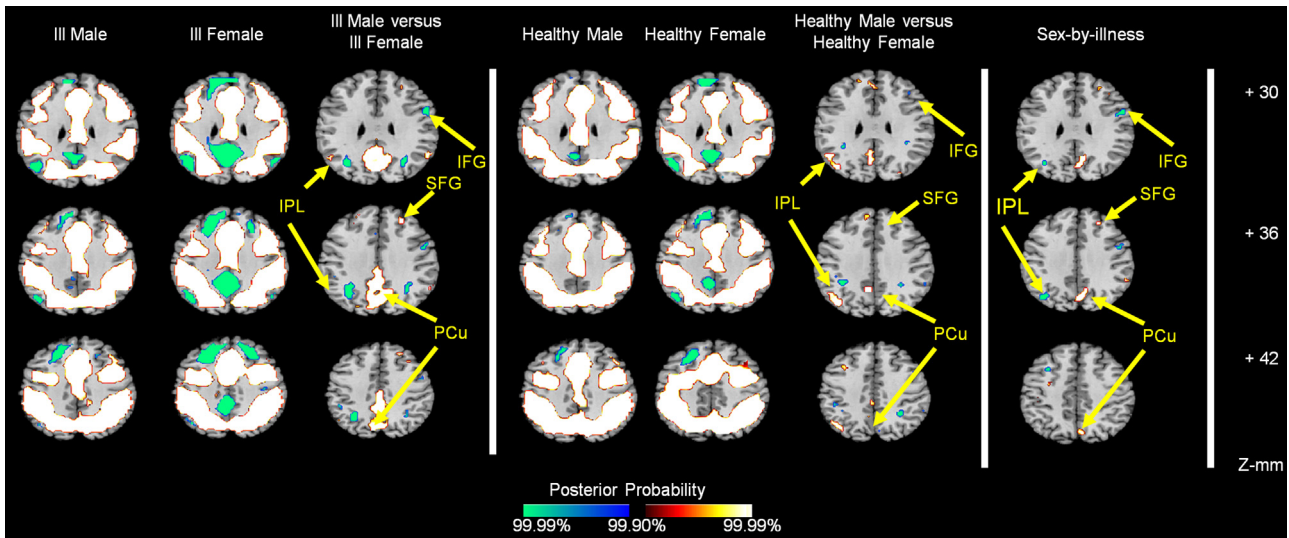 Ill Male
Ill Female
Ill Male versus
Ill Female
Healthy Male
Healthy Female
Healthy Male versus
Healthy Female
Sex-by-illness
+ 30
IFG
IFG
IFG
SFG
SFG
SFG
IPL
IPL
IPL
+ 36
PCu
PCu
PCu
+ 42
Z-mm
Posterior Probability
99.99% 99.90% 99.99%